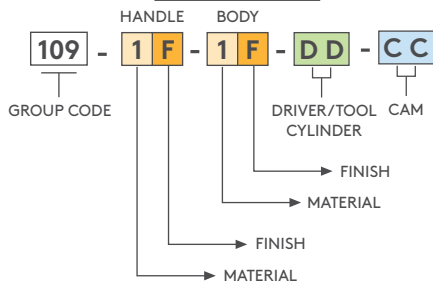 HANDLE BODY
109 - 1 F - 1 F - D D - C C
GROUP CODE DRIVER/TOOL CAM
CYLINDER
FINISH
MATERIAL
FINISH
MATERIAL